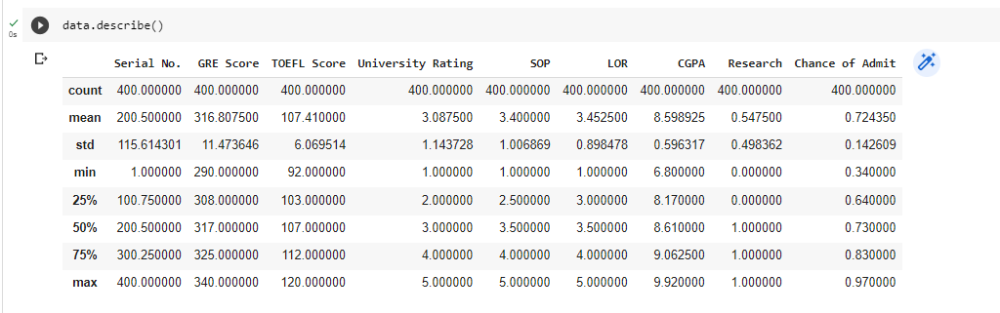 data.describe()
0s
Serial No. GRE Score TOEFL Score University Rating SOP LOR CGPA Research Chance of Admit
count 400.000000 400.000000 400.000000 400.000000 400.000000 400.000000 400.000000 400.000000 400.000000
mean 200.500000 316.807500 107.410000 3.087500 3.400000 3.452500 8.598925 0.547500 0.724350
std 115.614301 11.473646 6.069514 1.143728 1.006869 0.898478 0.596317 0.498362 0.142609
min 1.000000 290.000000 92.000000 1.000000 1.000000 1.000000 6.800000 0.000000 0.340000
25% 100.750000 308.000000 103.000000 2.000000 2.500000 3.000000 8.170000 0.000000 0.640000
50% 200.500000 317.000000 107.000000 3.000000 3.500000 3.500000 8.610000 1.000000 0.730000
75% 300.250000 325.000000 112.000000 4.000000 4.000000 4.000000 9.062500 1.000000 0.830000
max 400.000000 340.000000 120.000000 5.000000 5.000000 5.000000 9.920000 1.000000 0.970000